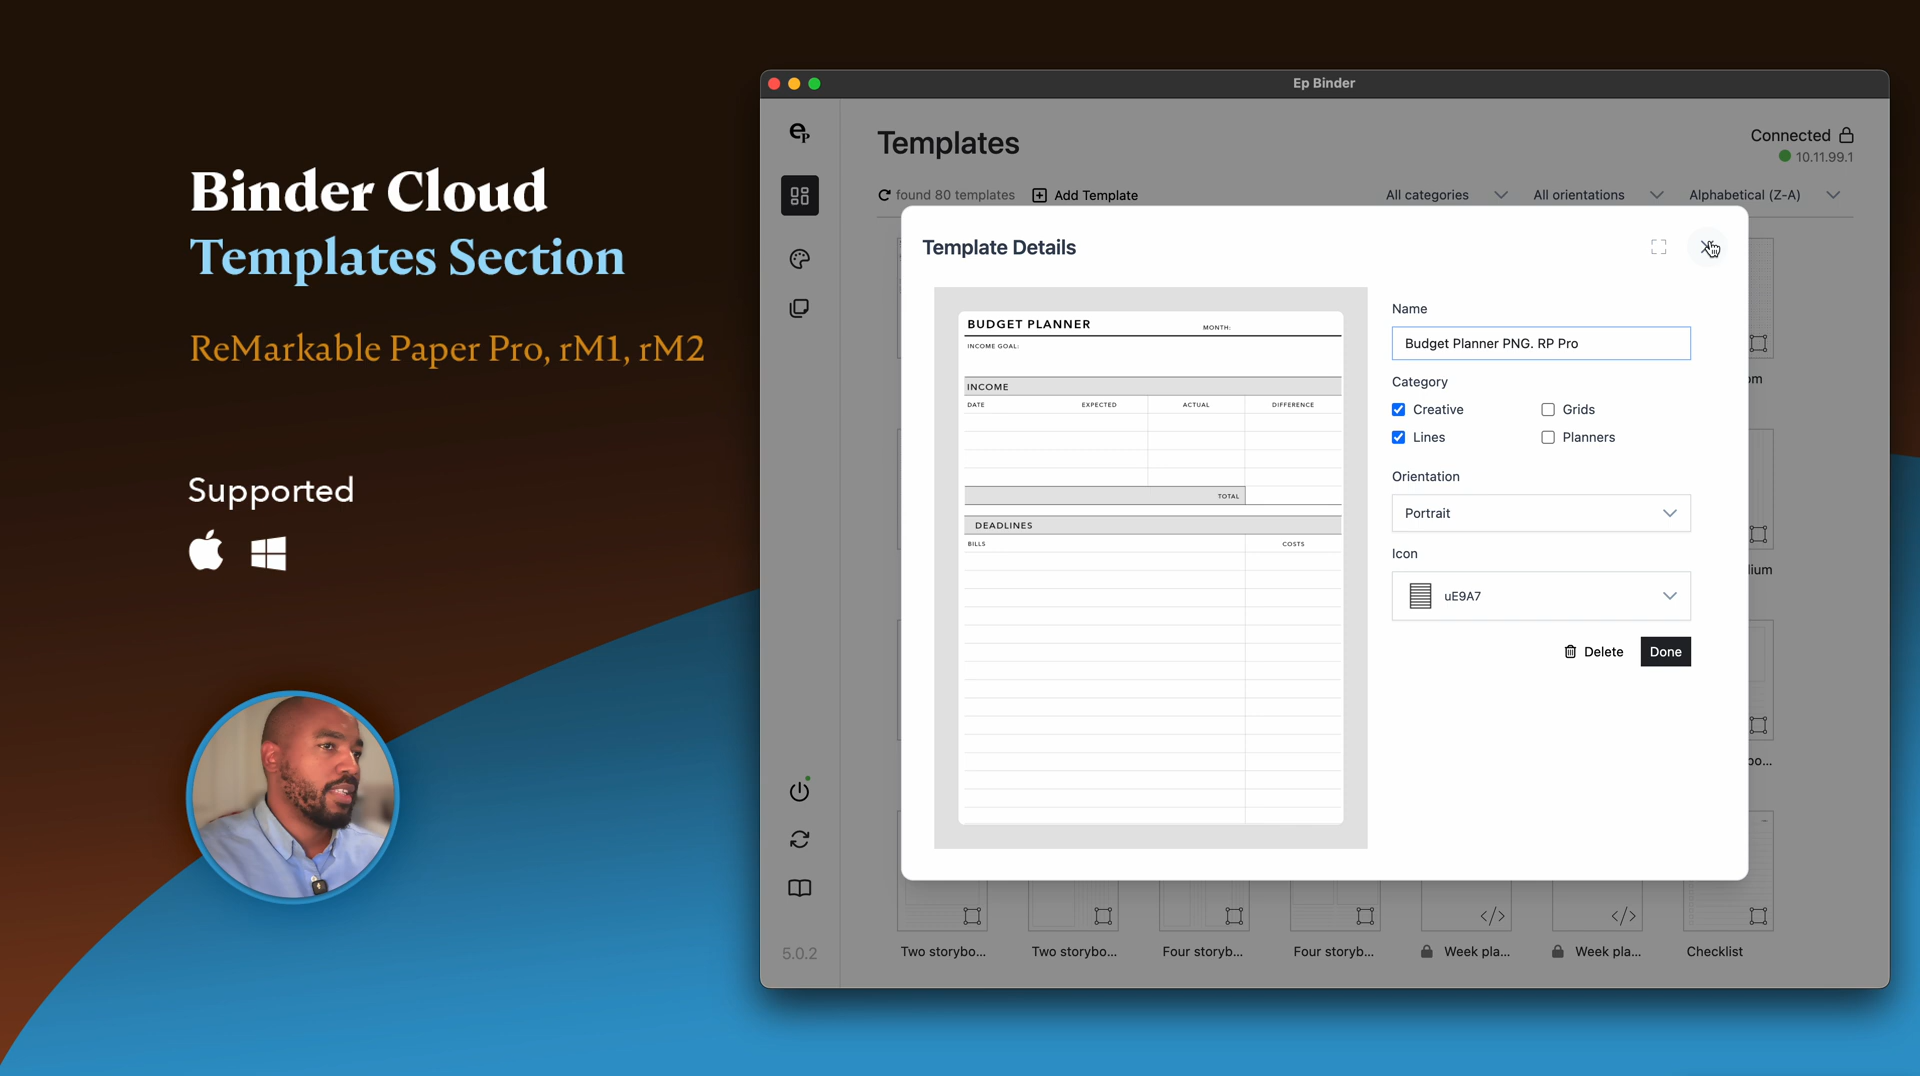 Binder Cloud
Templates Section
ReMarkable Paper Pro, rM1, rM2
Supported
Ep Binder
eP
Templates
Connected
10.11.99.1
found 80 templates
Add Template
All categories
All orientations
Alphabetical (Z-A)
Template Details
BUDGET PLANNER
MONTH:
INCOME GOAL:
INCOME
DATE
EXPECTED
ACTUAL
DIFFERENCE
TOTAL
DEADLINES
BILLS
COSTS
Name
Budget Planner PNG. RP Pro
Category
Creative
Grids
Lines
Planners
Orientation
Portrait
Icon
uE9A7
Delete
Done
5.0.2
Two storybo...
Two storybo...
Four storyb...
Four storyb...
Week pla...
Week pla...
Checklist